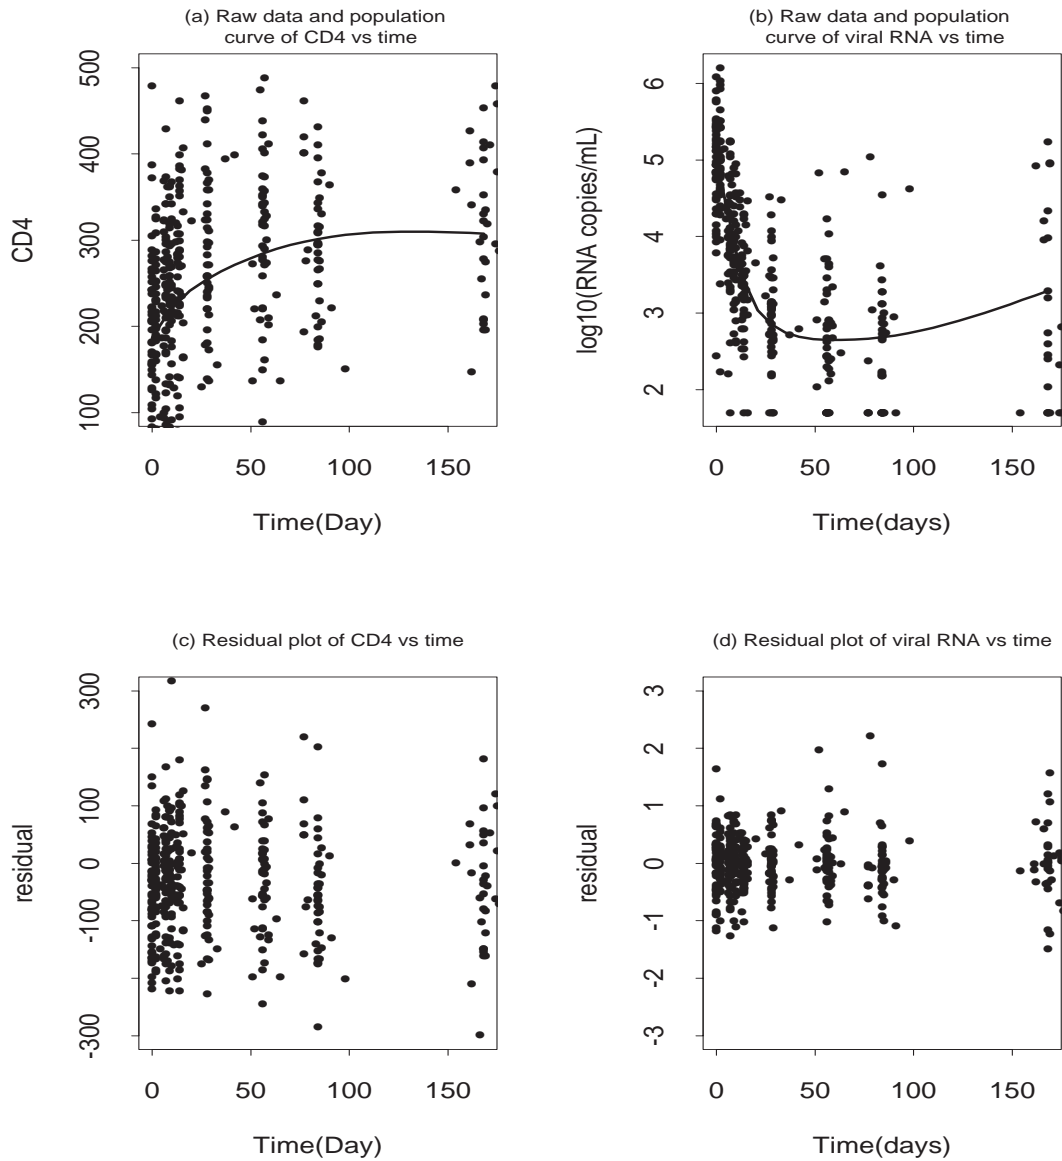 (a) Raw data and population
curve of CD4 vs time
500
400
300
200
100
CD4
0
50
100
150
Time(Day)
(b) Raw data and population
curve of viral RNA vs time
6
5
4
3
2
log10(RNA copies/mL)
0
50
100
150
Time(days)
(c) Residual plot of CD4 vs time
300
100
0
-100
-300
residual
0
50
100
150
Time(Day)
(d) Residual plot of viral RNA vs time
3
2
1
0
-1
-2
-3
residual
0
50
100
150
Time(days)